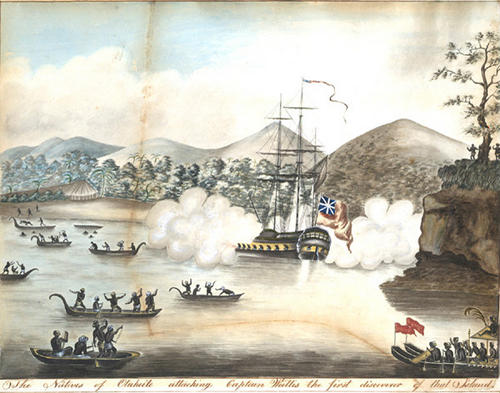 The Natives of Otaheite attacking Captain Wallis the first discoverer of that Island.